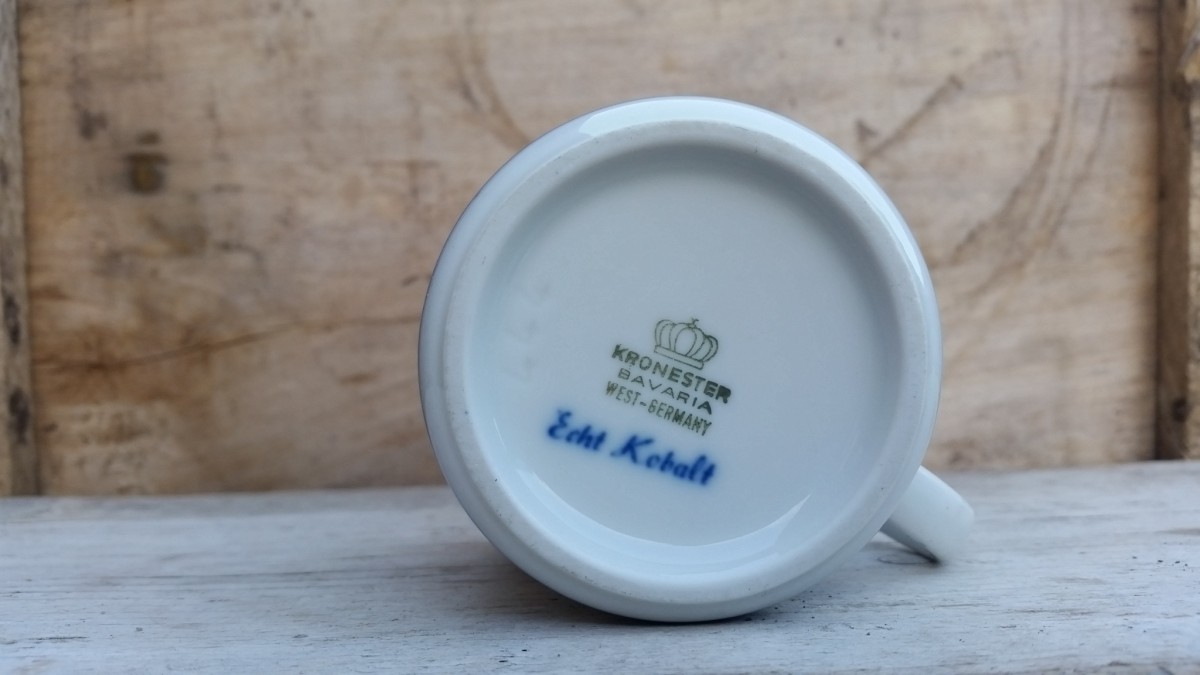 KRONESTER
BAVARIA
WEST-GERMANY
Echt Kobalt